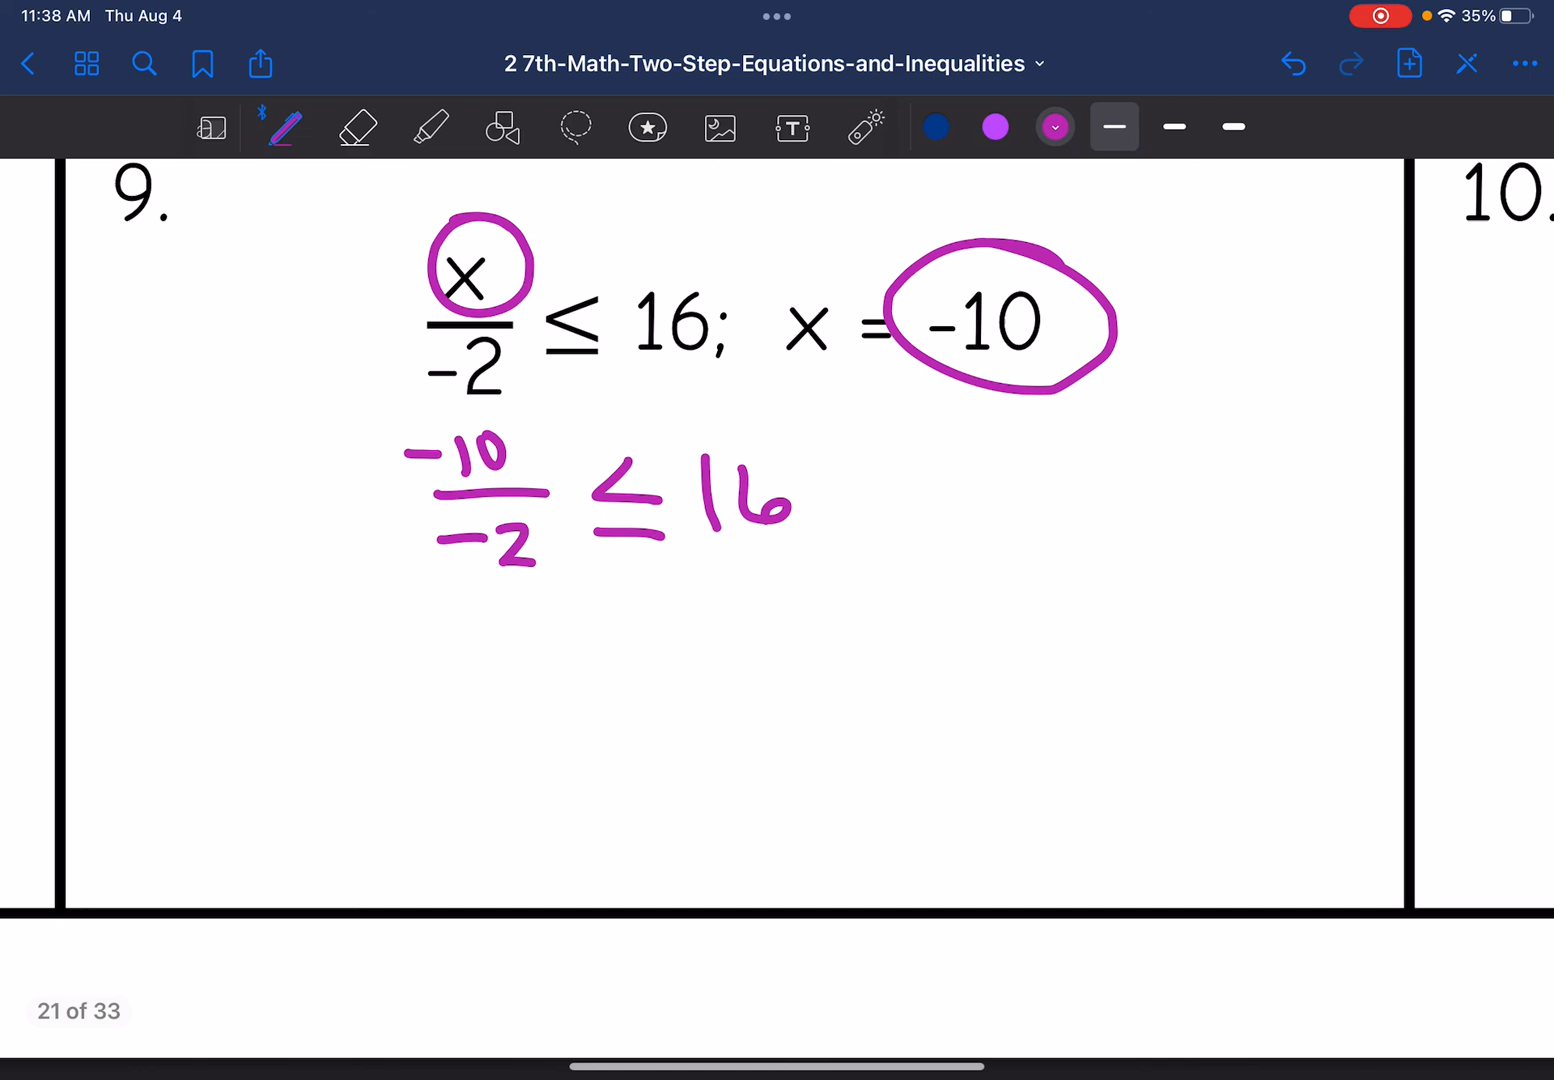 11:38 AM Thu Aug 4 35%
2 7th-Math-Two-Step-Equations-and-Inequalities
T
9. 10.
x/-2 ≤ 16; x = -10
-10/-2 ≤ 16
21 of 33